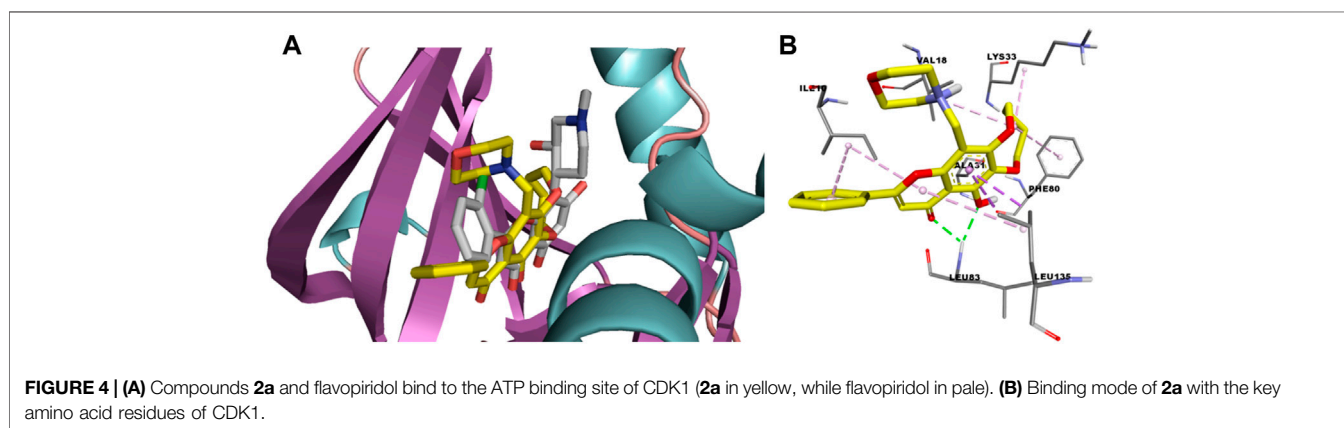 A
B
VAL18
LYS33
ILE10
ALA31
PHE80
LEU83
LEU135
FIGURE 4 | (A) Compounds 2a and flavopiridol bind to the ATP binding site of CDK1 (2a in yellow, while flavopiridol in pale). (B) Binding mode of 2a with the key
amino acid residues of CDK1.